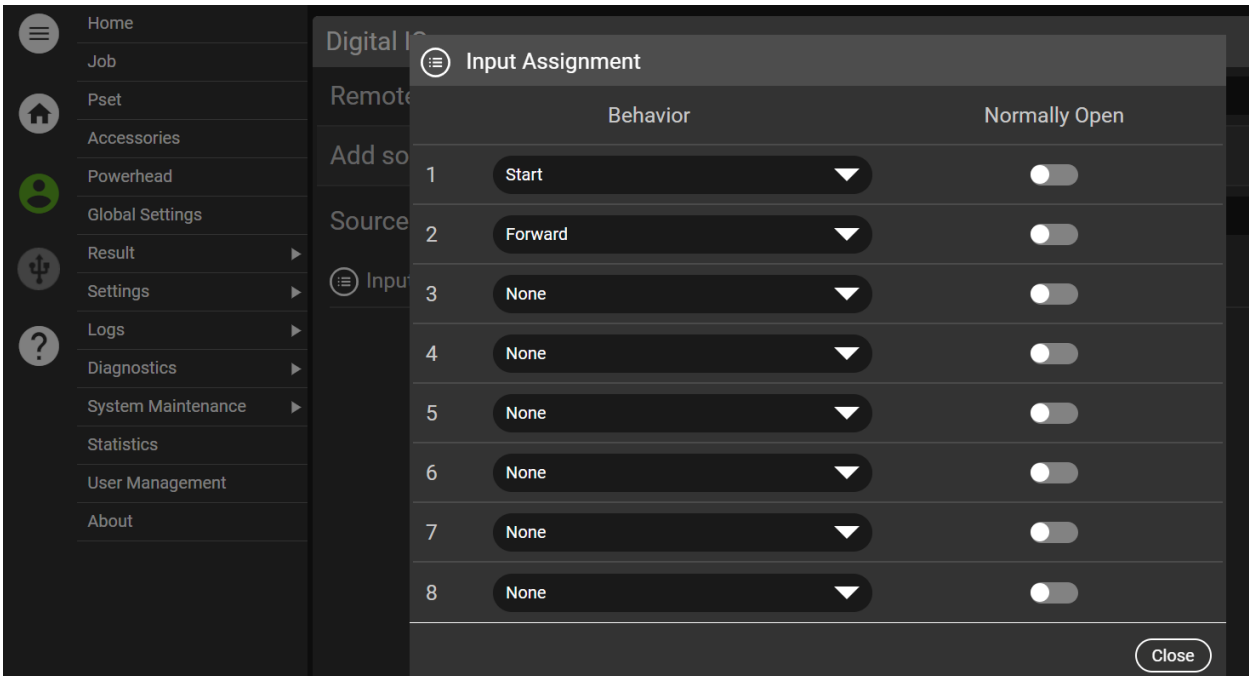 Home
Job
Pset
Accessories
Powerhead
Global Settings
Result
Settings
Logs
Diagnostics
System Maintenance
Statistics
User Management
About
Digital
Remote
Add so
Source
Input Assignment
Behavior Normally Open
1 Start
2 Forward
3 None
4 None
5 None
6 None
7 None
8 None
Close